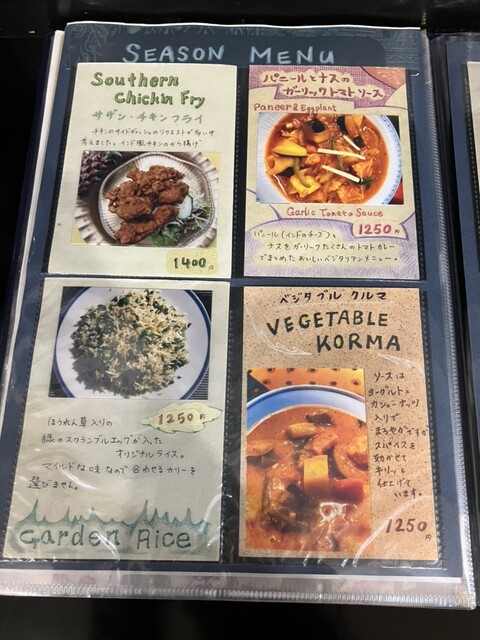 SEASON MENU
Southern
Chickin Fry
サザン・チキンフライ
チキンのサイドディッシュのリクエストが多い中
考えました。インド風チキンのから揚げ
1400円
パニールとナスの
ガーリックトマトソース
Paneer & Eggplant
Garlic Tomato Sauce
1250円
パニール(インドのチーズ)と
ナスをガーリックたくさんのトマトカレー
でまとめたおいしいベジタリアンメニュー。
1250円
ほうれん草入りの
緑のスクランブルエッグが入った
オリジナルライス。
マイルドな味なので合わせるカリーを
選びません。
Garden Rice
ベジタブル クルマ
VEGETABLE
KORMA
ソースは
ヨーグルトと
カシューナッツ
入りで
まろやかですが
スパイスを
効かせて
キリッと
仕上げて
います。
1250円